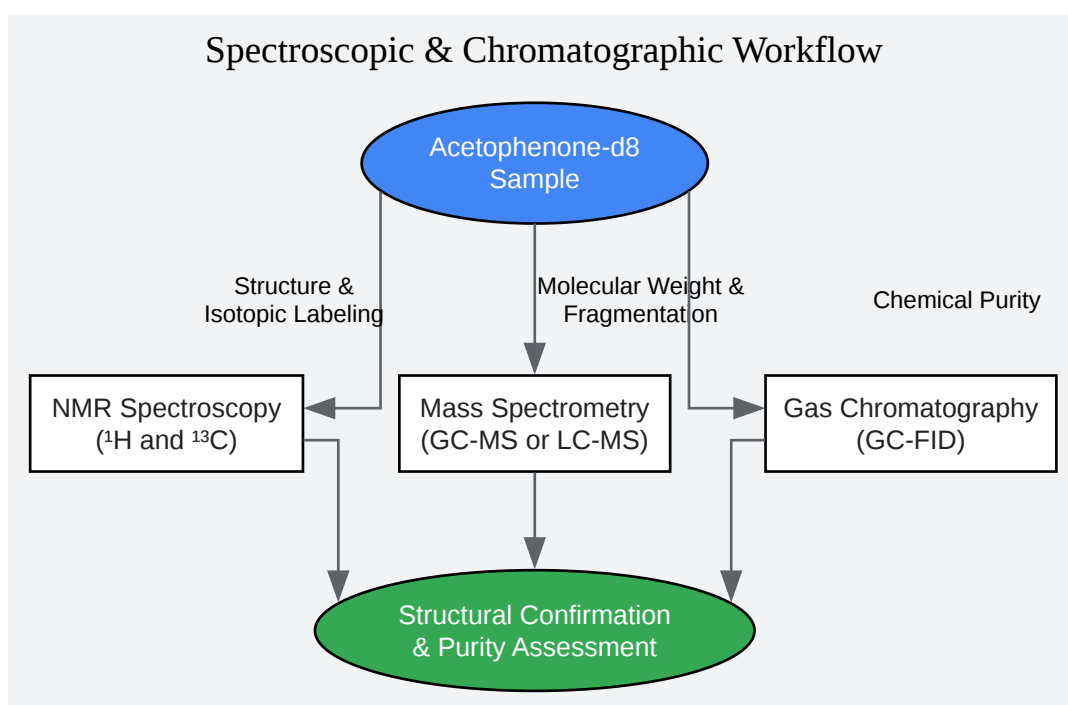 Spectroscopic & Chromatographic Workflow
Acetophenone-d8
Sample
Structure &
Isotopic Labeling
Molecular Weight &
Fragmentation
Chemical Purity
NMR Spectroscopy
(¹H and ¹³C)
Mass Spectrometry
(GC-MS or LC-MS)
Gas Chromatography
(GC-FID)
Structural Confirmation
& Purity Assessment